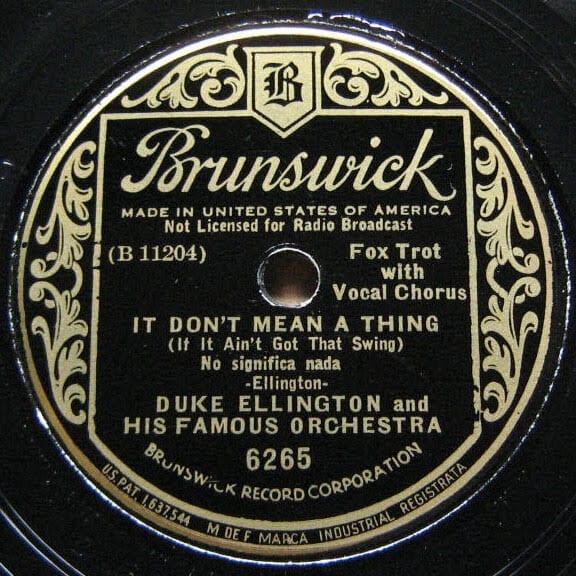 B
Brunswick
MADE IN UNITED STATES OF AMERICA
Not Licensed for Radio Broadcast
(B 11204)
Fox Trot
with
Vocal Chorus
IT DON'T MEAN A THING
(If It Ain't Got That Swing)
No significa nada
-Ellington-
DUKE ELLINGTON and
HIS FAMOUS ORCHESTRA
6265
BRUNSWICK RECORD CORPORATION
U.S. PAT. 1,637,544 M DE F MARCA INDUSTRIAL REGISTRATA